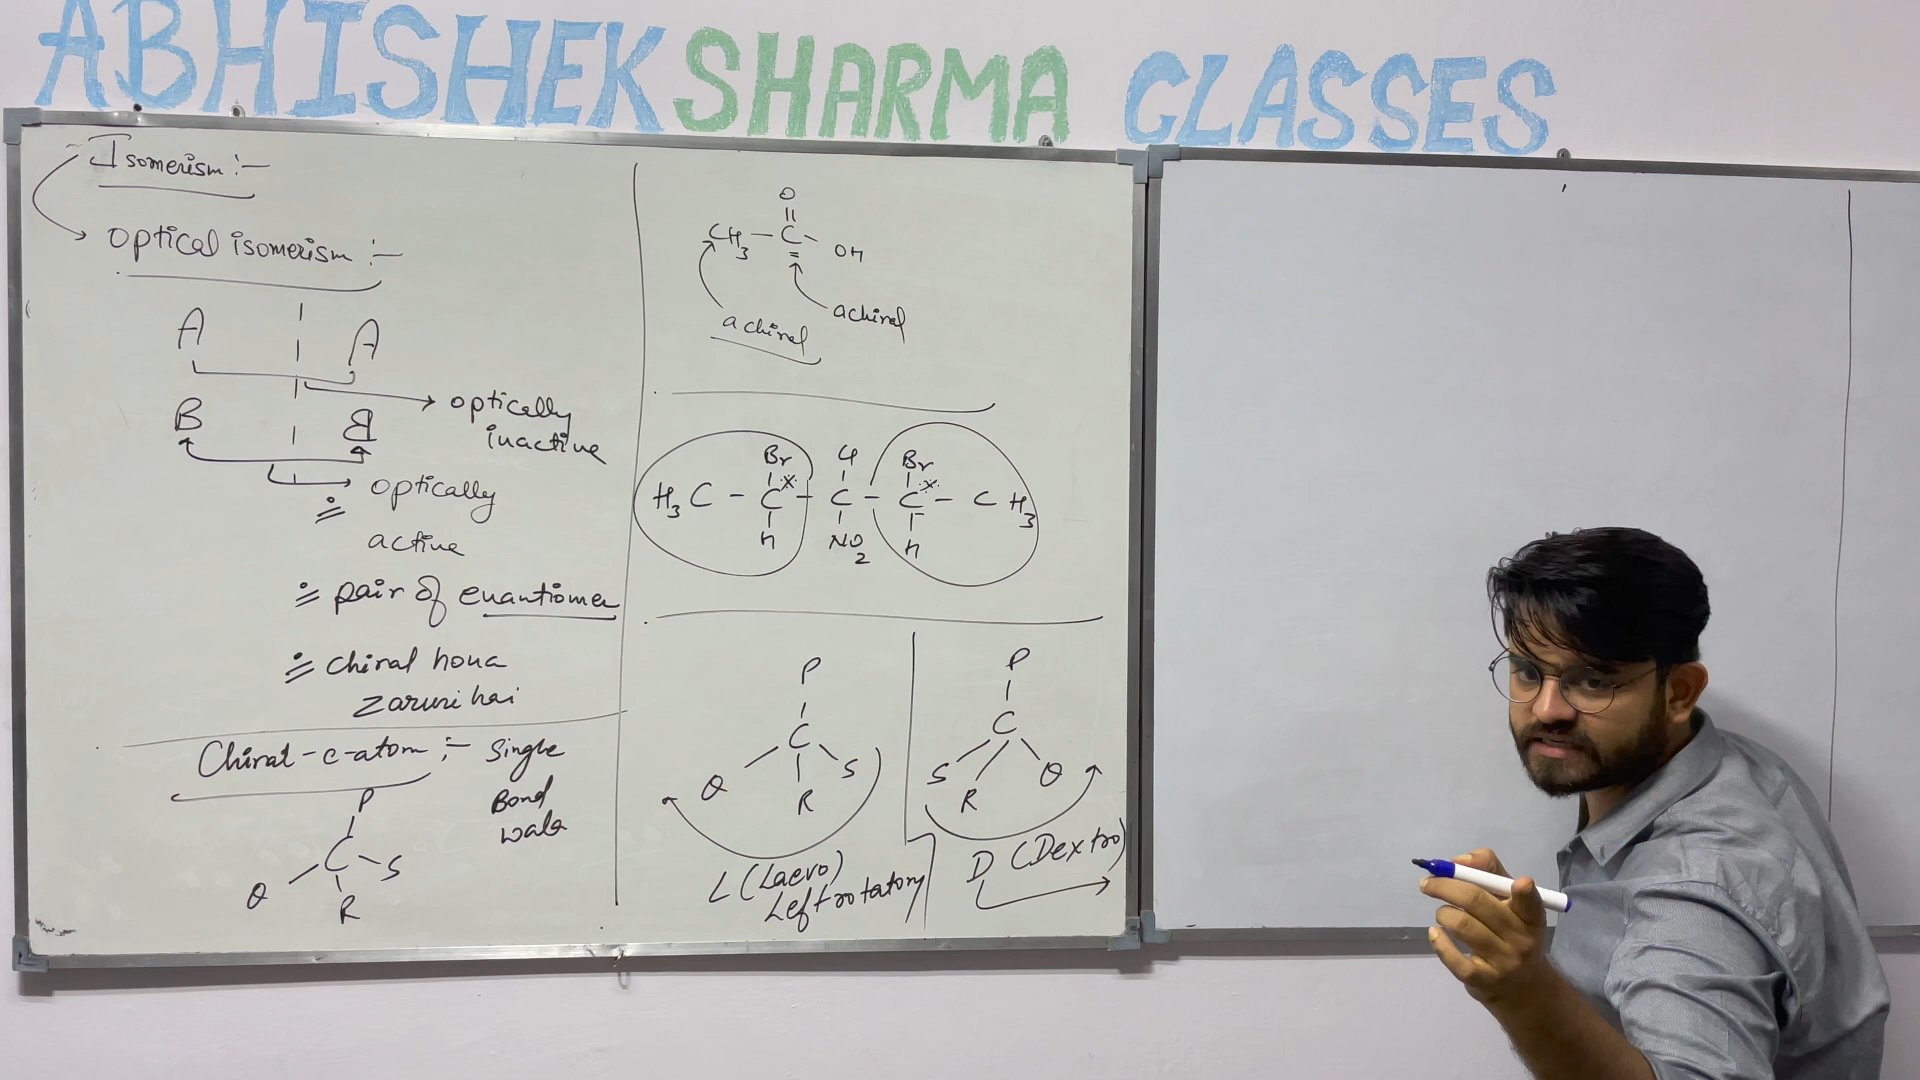 ABHISHEK SHARMA CLASSES
Isomerism :-
optical isomerism :-
A A
optically
inactive
B B
optically
active
pair of enantiomer
chiral hona
zaruri hai
Chiral-c-atom :- Single
Bond
wala
P
C
Q S
R
O
CH3 - C - OH
achiral
achiral
Br Cl Br
H3C - C - C - C - CH3
H NO2 H
P
C
Q S
R
L (Laevo)
Left rotatory
P
C
S Q
R
D (Dextro)